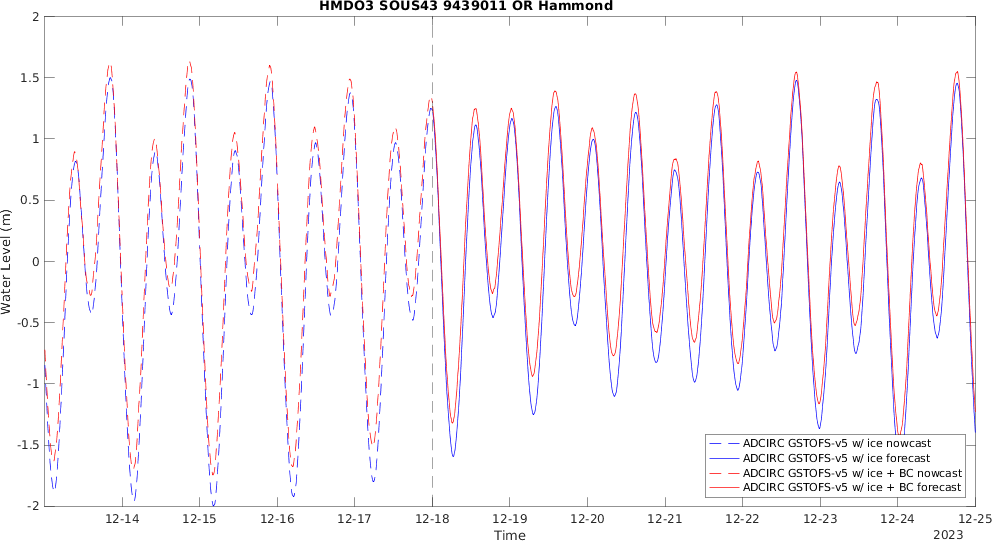 HMDO3 SOUS43 9439011 OR Hammond
Water Level (m)
2
1.5
1
0.5
0
-0.5
-1
-1.5
-2
12-14 12-15 12-16 12-17 12-18 12-19 12-20 12-21 12-22 12-23 12-24 12-25
Time
2023
ADCIRC GSTOFS-v5 w/ ice nowcast
ADCIRC GSTOFS-v5 w/ ice forecast
ADCIRC GSTOFS-v5 w/ ice + BC nowcast
ADCIRC GSTOFS-v5 w/ ice + BC forecast